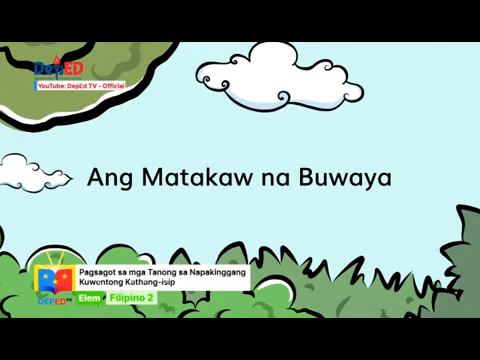 DepED
YouTube: DepEd TV - Official
Ang Matakaw na Buwaya
Pagsagot sa mga Tanong sa Napakinggang
Kuwentong Kathang-isip
DEPED TV
Elem Filipino 2